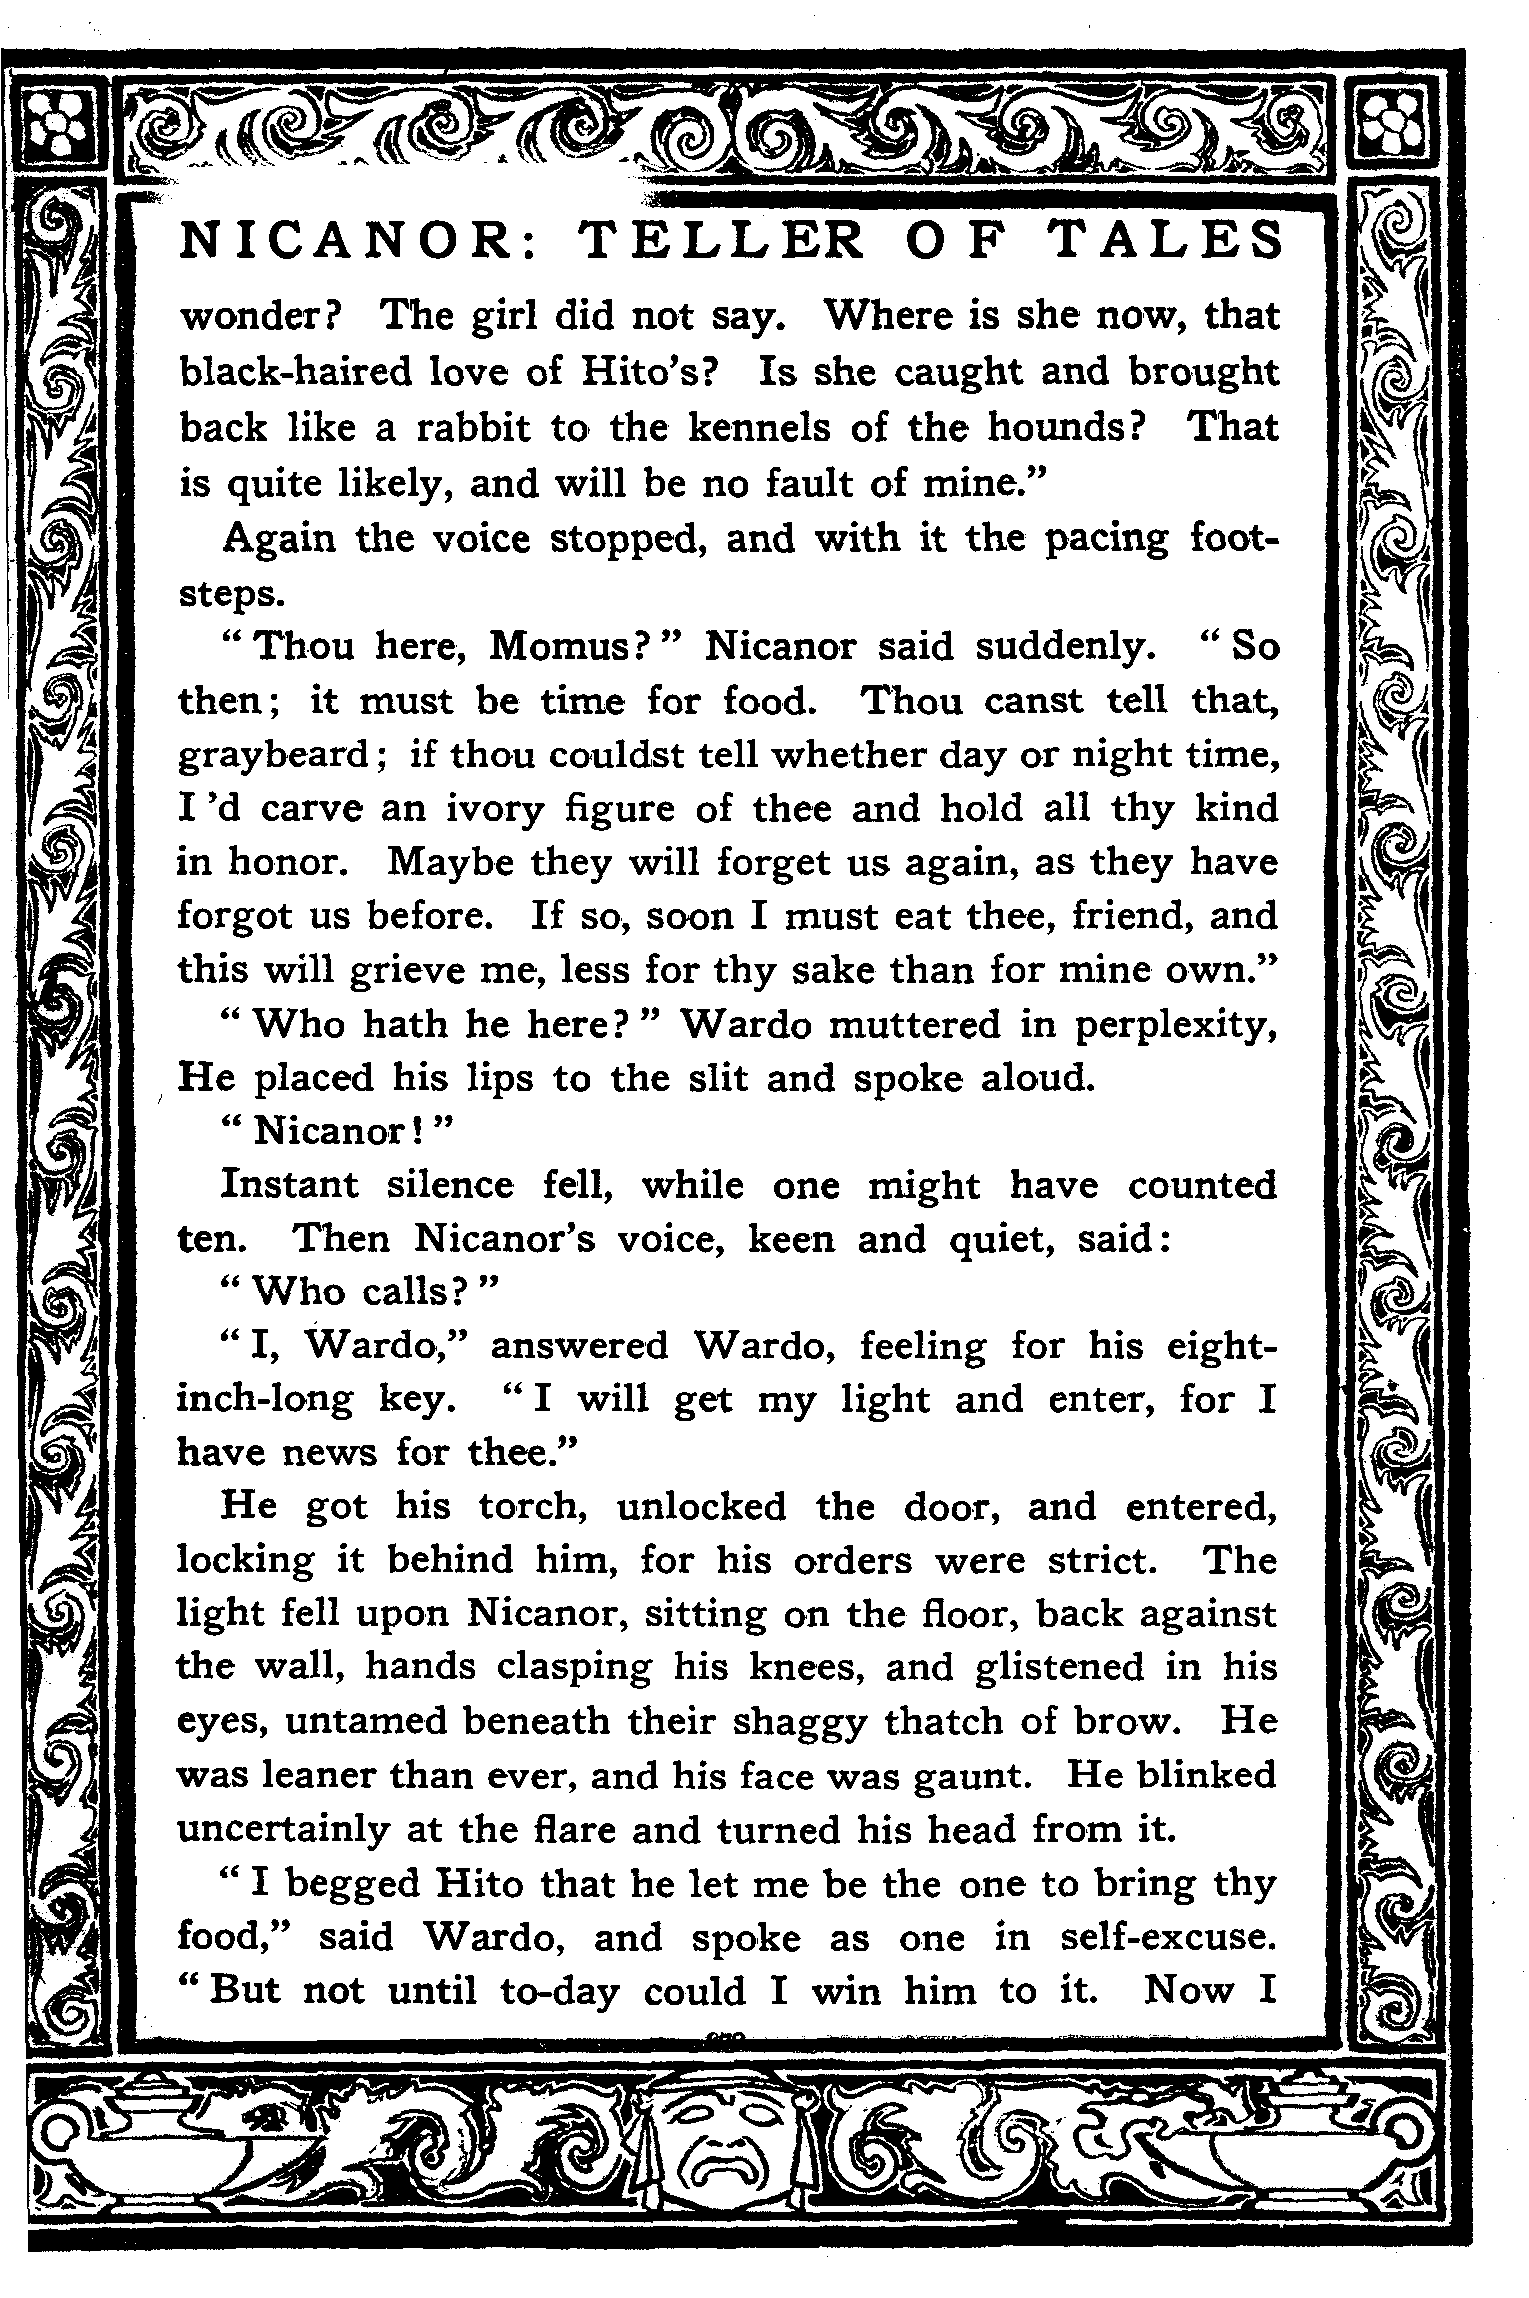 NICANOR: TELLER OF TALES
wonder? The girl did not say. Where is she now, that
black-haired love of Hito's? Is she caught and brought
back like a rabbit to the kennels of the hounds? That
is quite likely, and will be no fault of mine."
Again the voice stopped, and with it the pacing foot-
steps.
"Thou here, Momus?" Nicanor said suddenly. "So
then; it must be time for food. Thou canst tell that,
graybeard; if thou couldst tell whether day or night time,
I 'd carve an ivory figure of thee and hold all thy kind
in honor. Maybe they will forget us again, as they have
forgot us before. If so, soon I must eat thee, friend, and
this will grieve me, less for thy sake than for mine own."
"Who hath he here?" Wardo muttered in perplexity,
He placed his lips to the slit and spoke aloud.
"Nicanor!"
Instant silence fell, while one might have counted
ten. Then Nicanor's voice, keen and quiet, said:
"Who calls?"
"I, Wardo," answered Wardo, feeling for his eight-
inch-long key. "I will get my light and enter, for I
have news for thee."
He got his torch, unlocked the door, and entered,
locking it behind him, for his orders were strict. The
light fell upon Nicanor, sitting on the floor, back against
the wall, hands clasping his knees, and glistened in his
eyes, untamed beneath their shaggy thatch of brow. He
was leaner than ever, and his face was gaunt. He blinked
uncertainly at the flare and turned his head from it.
"I begged Hito that he let me be the one to bring thy
food," said Wardo, and spoke as one in self-excuse.
"But not until to-day could I win him to it. Now I